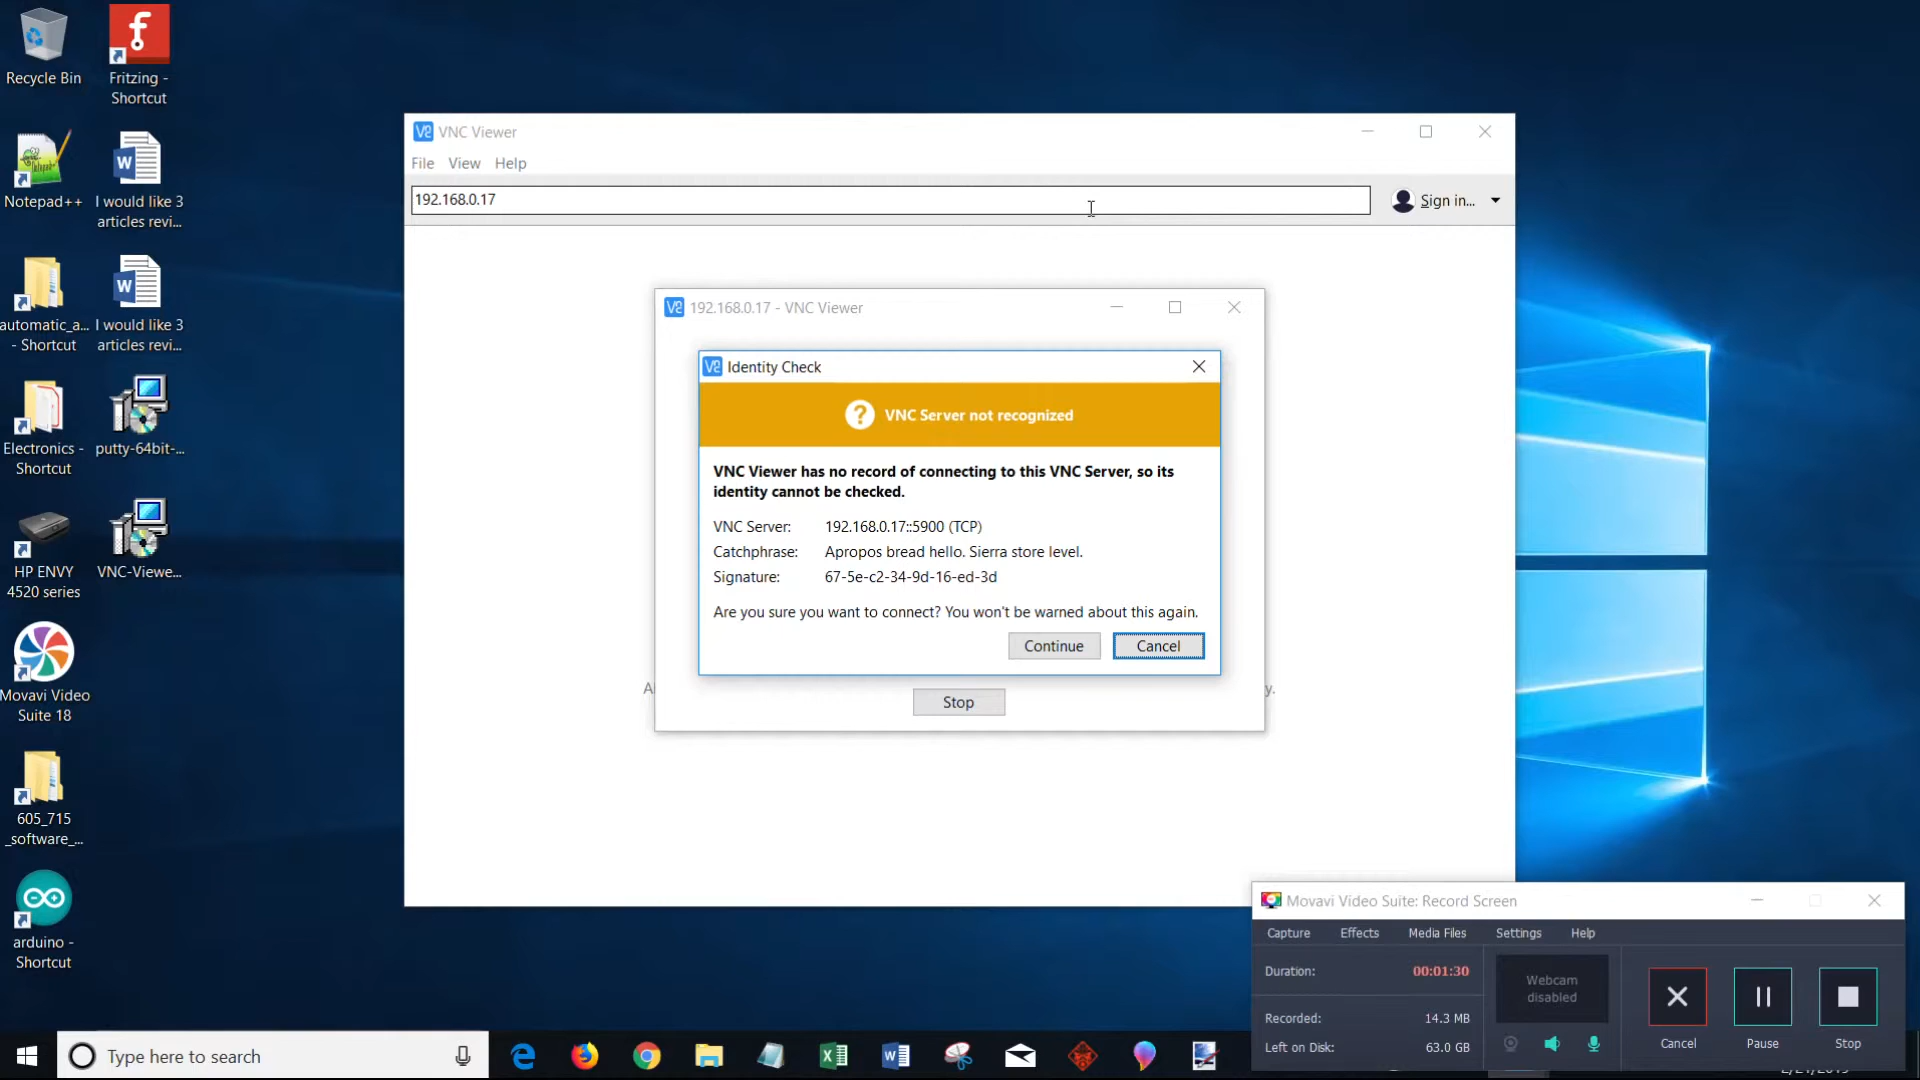 Recycle Bin
Fritzing -
Shortcut
Notepad++
I would like 3
articles revi...
automatic_a...
- Shortcut
I would like 3
articles revi...
Electronics -
Shortcut
putty-64bit-...
HP ENVY
4520 series
VNC-Viewe...
Movavi Video
Suite 18
605_715
_software_...
arduino -
Shortcut
VNC Viewer
File View Help
192.168.0.17
Sign in...
192.168.0.17 - VNC Viewer
Identity Check
VNC Server not recognized
VNC Viewer has no record of connecting to this VNC Server, so its
identity cannot be checked.
VNC Server: 192.168.0.17::5900 (TCP)
Catchphrase: Apropos bread hello. Sierra store level.
Signature: 67-5e-c2-34-9d-16-ed-3d
Are you sure you want to connect? You won't be warned about this again.
Continue Cancel
y.
Stop
Movavi Video Suite: Record Screen
Capture Effects Media Files Settings Help
Duration: 00:01:30
Webcam
disabled
Recorded: 14.3 MB
Left on Disk: 63.0 GB
Cancel Pause Stop
Type here to search